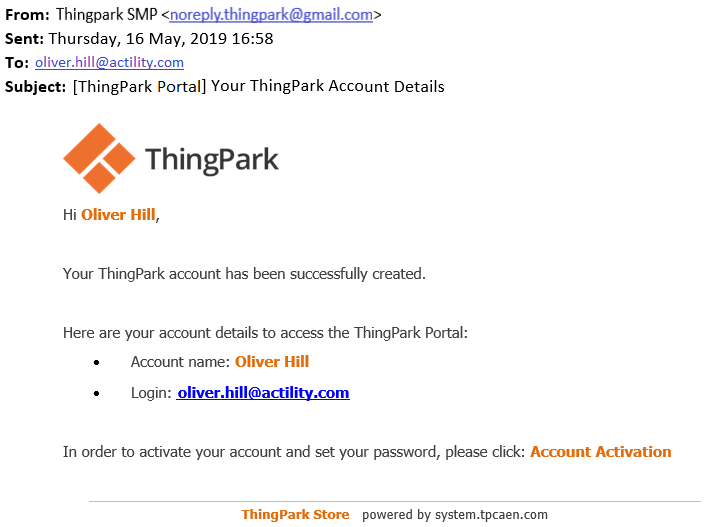 From: Thingpark SMP <noreply.thingpark@gmail.com>
Sent: Thursday, 16 May, 2019 16:58
To: oliver.hill@actility.com
Subject: [ThingPark Portal] Your ThingPark Account Details
ThingPark
Hi Oliver Hill,
Your ThingPark account has been successfully created.
Here are your account details to access the ThingPark Portal:
• Account name: Oliver Hill
• Login: oliver.hill@actility.com
In order to activate your account and set your password, please click: Account Activation
ThingPark Store powered by system.tpcaen.com